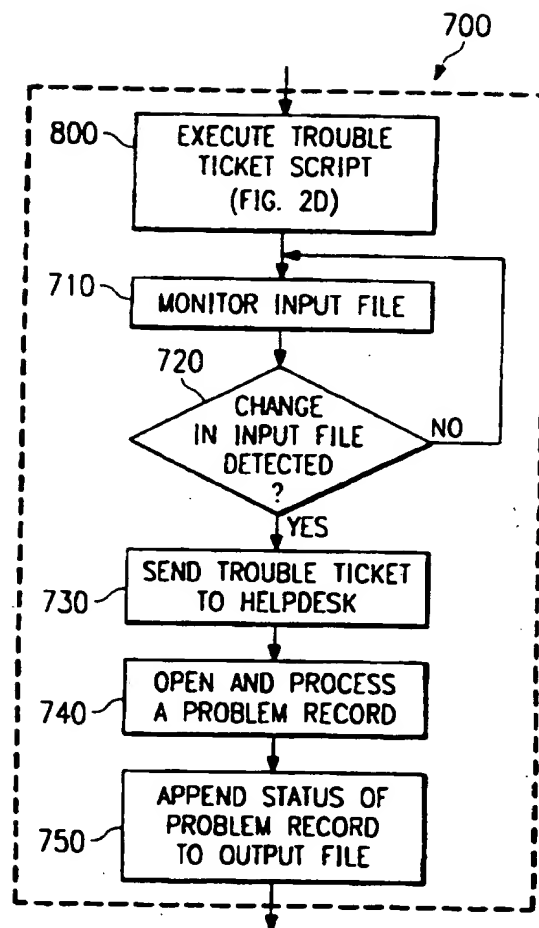 700
800
EXECUTE TROUBLE
TICKET SCRIPT
(FIG. 2D)
710
MONITOR INPUT FILE
720
CHANGE
IN INPUT FILE
DETECTED
?
NO
YES
730
SEND TROUBLE TICKET
TO HELPDESK
740
OPEN AND PROCESS
A PROBLEM RECORD
750
APPEND STATUS OF
PROBLEM RECORD
TO OUTPUT FILE